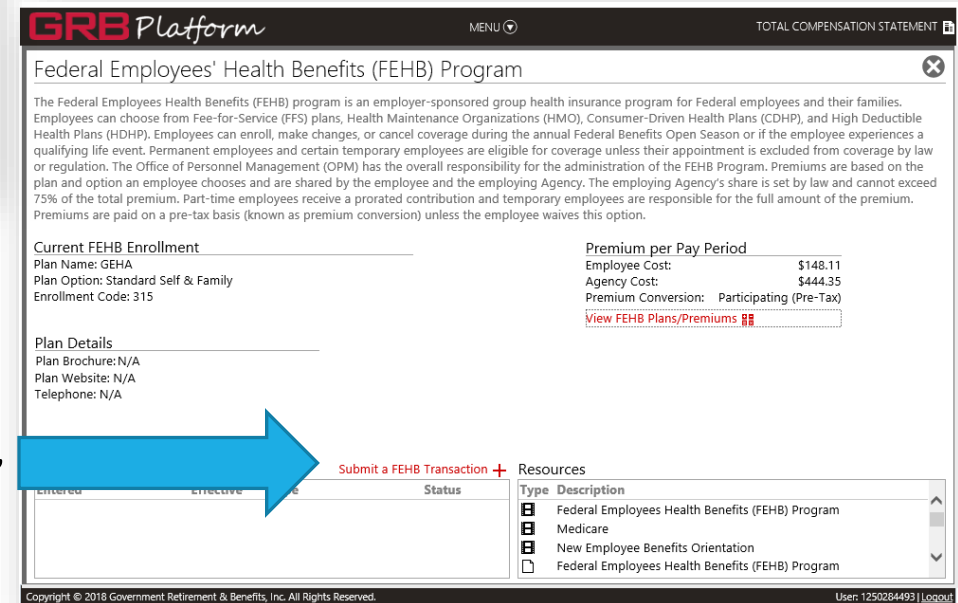 GRB Platform MENU TOTAL COMPENSATION STATEMENT
Federal Employees' Health Benefits (FEHB) Program
The Federal Employees Health Benefits (FEHB) program is an employer-sponsored group health insurance program for Federal employees and their families.
Employees can choose from Fee-for-Service (FFS) plans, Health Maintenance Organizations (HMO), Consumer-Driven Health Plans (CDHP), and High Deductible
Health Plans (HDHP). Employees can enroll, make changes, or cancel coverage during the annual Federal Benefits Open Season or if the employee experiences a
qualifying life event. Permanent employees and certain temporary employees are eligible for coverage unless their appointment is excluded from coverage by law
or regulation. The Office of Personnel Management (OPM) has the overall responsibility for the administration of the FEHB Program. Premiums are based on the
plan and option an employee chooses and are shared by the employee and the employing Agency. The employing Agency's share is set by law and cannot exceed
75% of the total premium. Part-time employees receive a prorated contribution and temporary employees are responsible for the full amount of the premium.
Premiums are paid on a pre-tax basis (known as premium conversion) unless the employee waives this option.
Current FEHB Enrollment
Plan Name: GEHA
Plan Option: Standard Self & Family
Enrollment Code: 315
Premium per Pay Period
Employee Cost: $148.11
Agency Cost: $444.35
Premium Conversion: Participating (Pre-Tax)
View FEHB Plans/Premiums
Plan Details
Plan Brochure: N/A
Plan Website: N/A
Telephone: N/A
Submit a FEHB Transaction +
Entered Effective Status
Resources
Type Description
Federal Employees Health Benefits (FEHB) Program
Medicare
New Employee Benefits Orientation
Federal Employees Health Benefits (FEHB) Program
Copyright © 2018 Government Retirement & Benefits, Inc. All Rights Reserved. User: 1250284493 | Logout